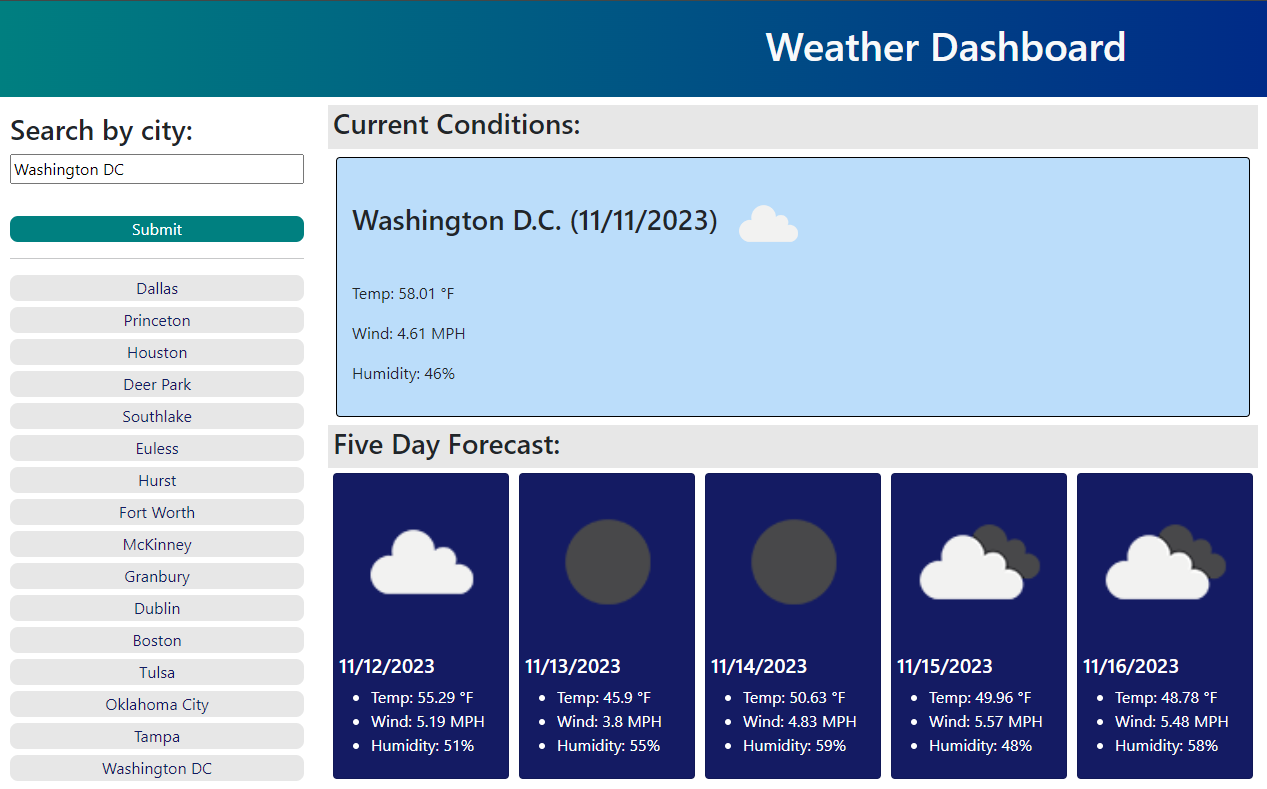 Weather Dashboard
Search by city:
Washington DC
Submit
Dallas
Princeton
Houston
Deer Park
Southlake
Euless
Hurst
Fort Worth
McKinney
Granbury
Dublin
Boston
Tulsa
Oklahoma City
Tampa
Washington DC
Current Conditions:
Washington D.C. (11/11/2023)
Temp: 58.01 °F
Wind: 4.61 MPH
Humidity: 46%
Five Day Forecast:
11/12/2023
• Temp: 55.29 °F
• Wind: 5.19 MPH
• Humidity: 51%
11/13/2023
• Temp: 45.9 °F
• Wind: 3.8 MPH
• Humidity: 55%
11/14/2023
• Temp: 50.63 °F
• Wind: 4.83 MPH
• Humidity: 59%
11/15/2023
• Temp: 49.96 °F
• Wind: 5.57 MPH
• Humidity: 48%
11/16/2023
• Temp: 48.78 °F
• Wind: 5.48 MPH
• Humidity: 58%